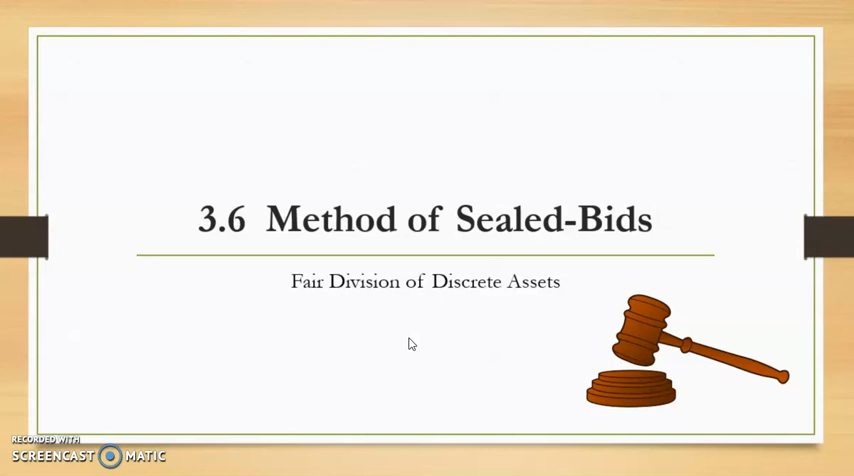 3.6 Method of Sealed-Bids
Fair Division of Discrete Assets
RECORDED WITH
SCREENCAST MATIC